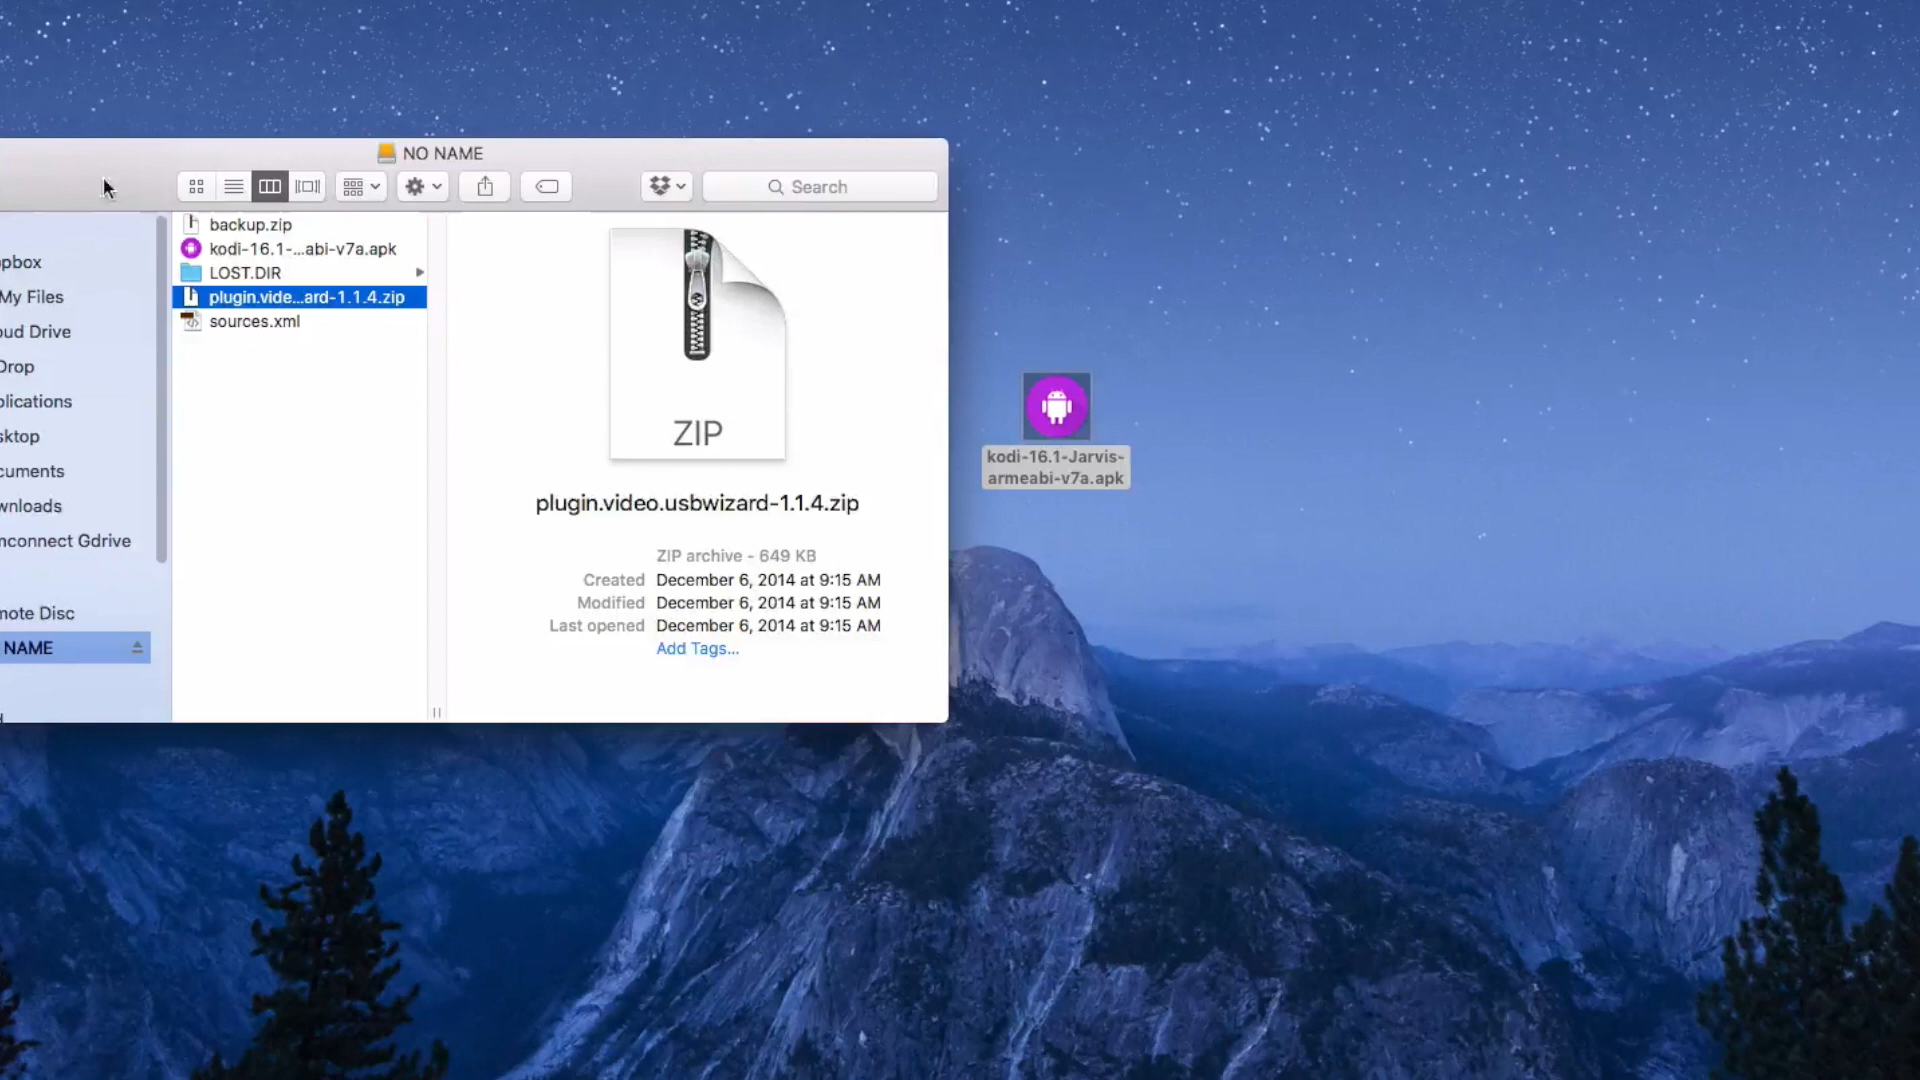 NO NAME
Search
backup.zip
kodi-16.1-...abi-v7a.apk
LOST.DIR
plugin.vide...ard-1.1.4.zip
sources.xml
pbox
My Files
oud Drive
Drop
plications
sktop
cuments
wnloads
nconnect Gdrive
mote Disc
NAME
ZIP
plugin.video.usbwizard-1.1.4.zip
ZIP archive - 649 KB
Created December 6, 2014 at 9:15 AM
Modified December 6, 2014 at 9:15 AM
Last opened December 6, 2014 at 9:15 AM
Add Tags...
kodi-16.1-Jarvis-
armeabi-v7a.apk